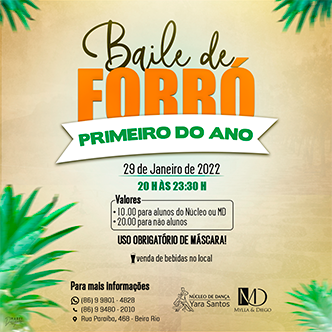 Baile de
FORRÓ
PRIMEIRO DO ANO
29 de Janeiro de 2022
20 H ÀS 23:30 H
Valores
• 10.00 para alunos do Núcleo ou MD
• 20.00 para não alunos
USO OBRIGATÓRIO DE MÁSCARA!
venda de bebidas no local
Para mais informações
(86) 9 9801 - 4828
(86) 9 9480 - 2010
Rua Paraíba, 468 - Beira Rio
NÚCLEO DE DANÇA
Yara Santos
MD
MYLLA & DIEGO